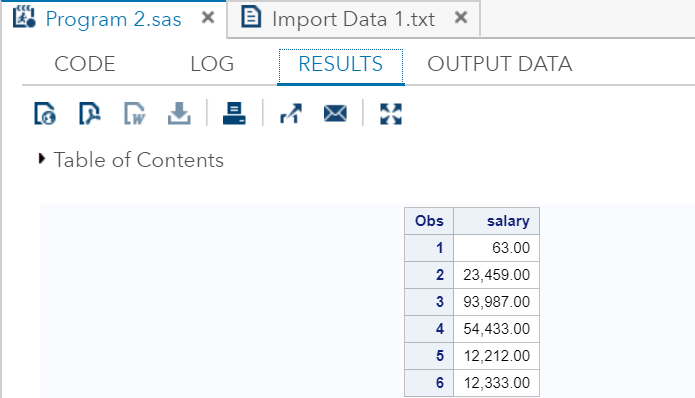 Program 2.sas × Import Data 1.txt ×
CODE LOG RESULTS OUTPUT DATA
Table of Contents
Obs salary
1 63.00
2 23,459.00
3 93,987.00
4 54,433.00
5 12,212.00
6 12,333.00